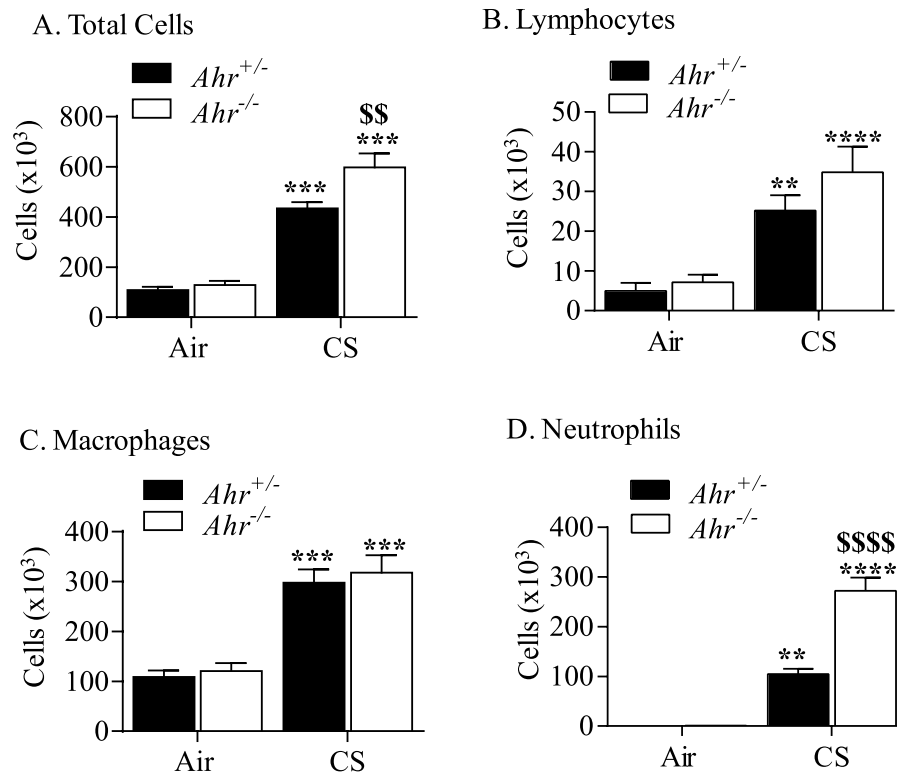 A. Total Cells
Ahr+/-
Ahr-/-
Cells (x10³)
800
600
400
200
0
***
$$
***
Air
CS
B. Lymphocytes
Ahr+/-
Ahr-/-
Cells (x10³)
50
40
30
20
10
0
**
****
Air
CS
C. Macrophages
Ahr+/-
Ahr-/-
Cells (x10³)
400
300
200
100
0
***
***
Air
CS
D. Neutrophils
Ahr+/-
Ahr-/-
Cells (x10³)
400
300
200
100
0
**
$$$$
****
Air
CS